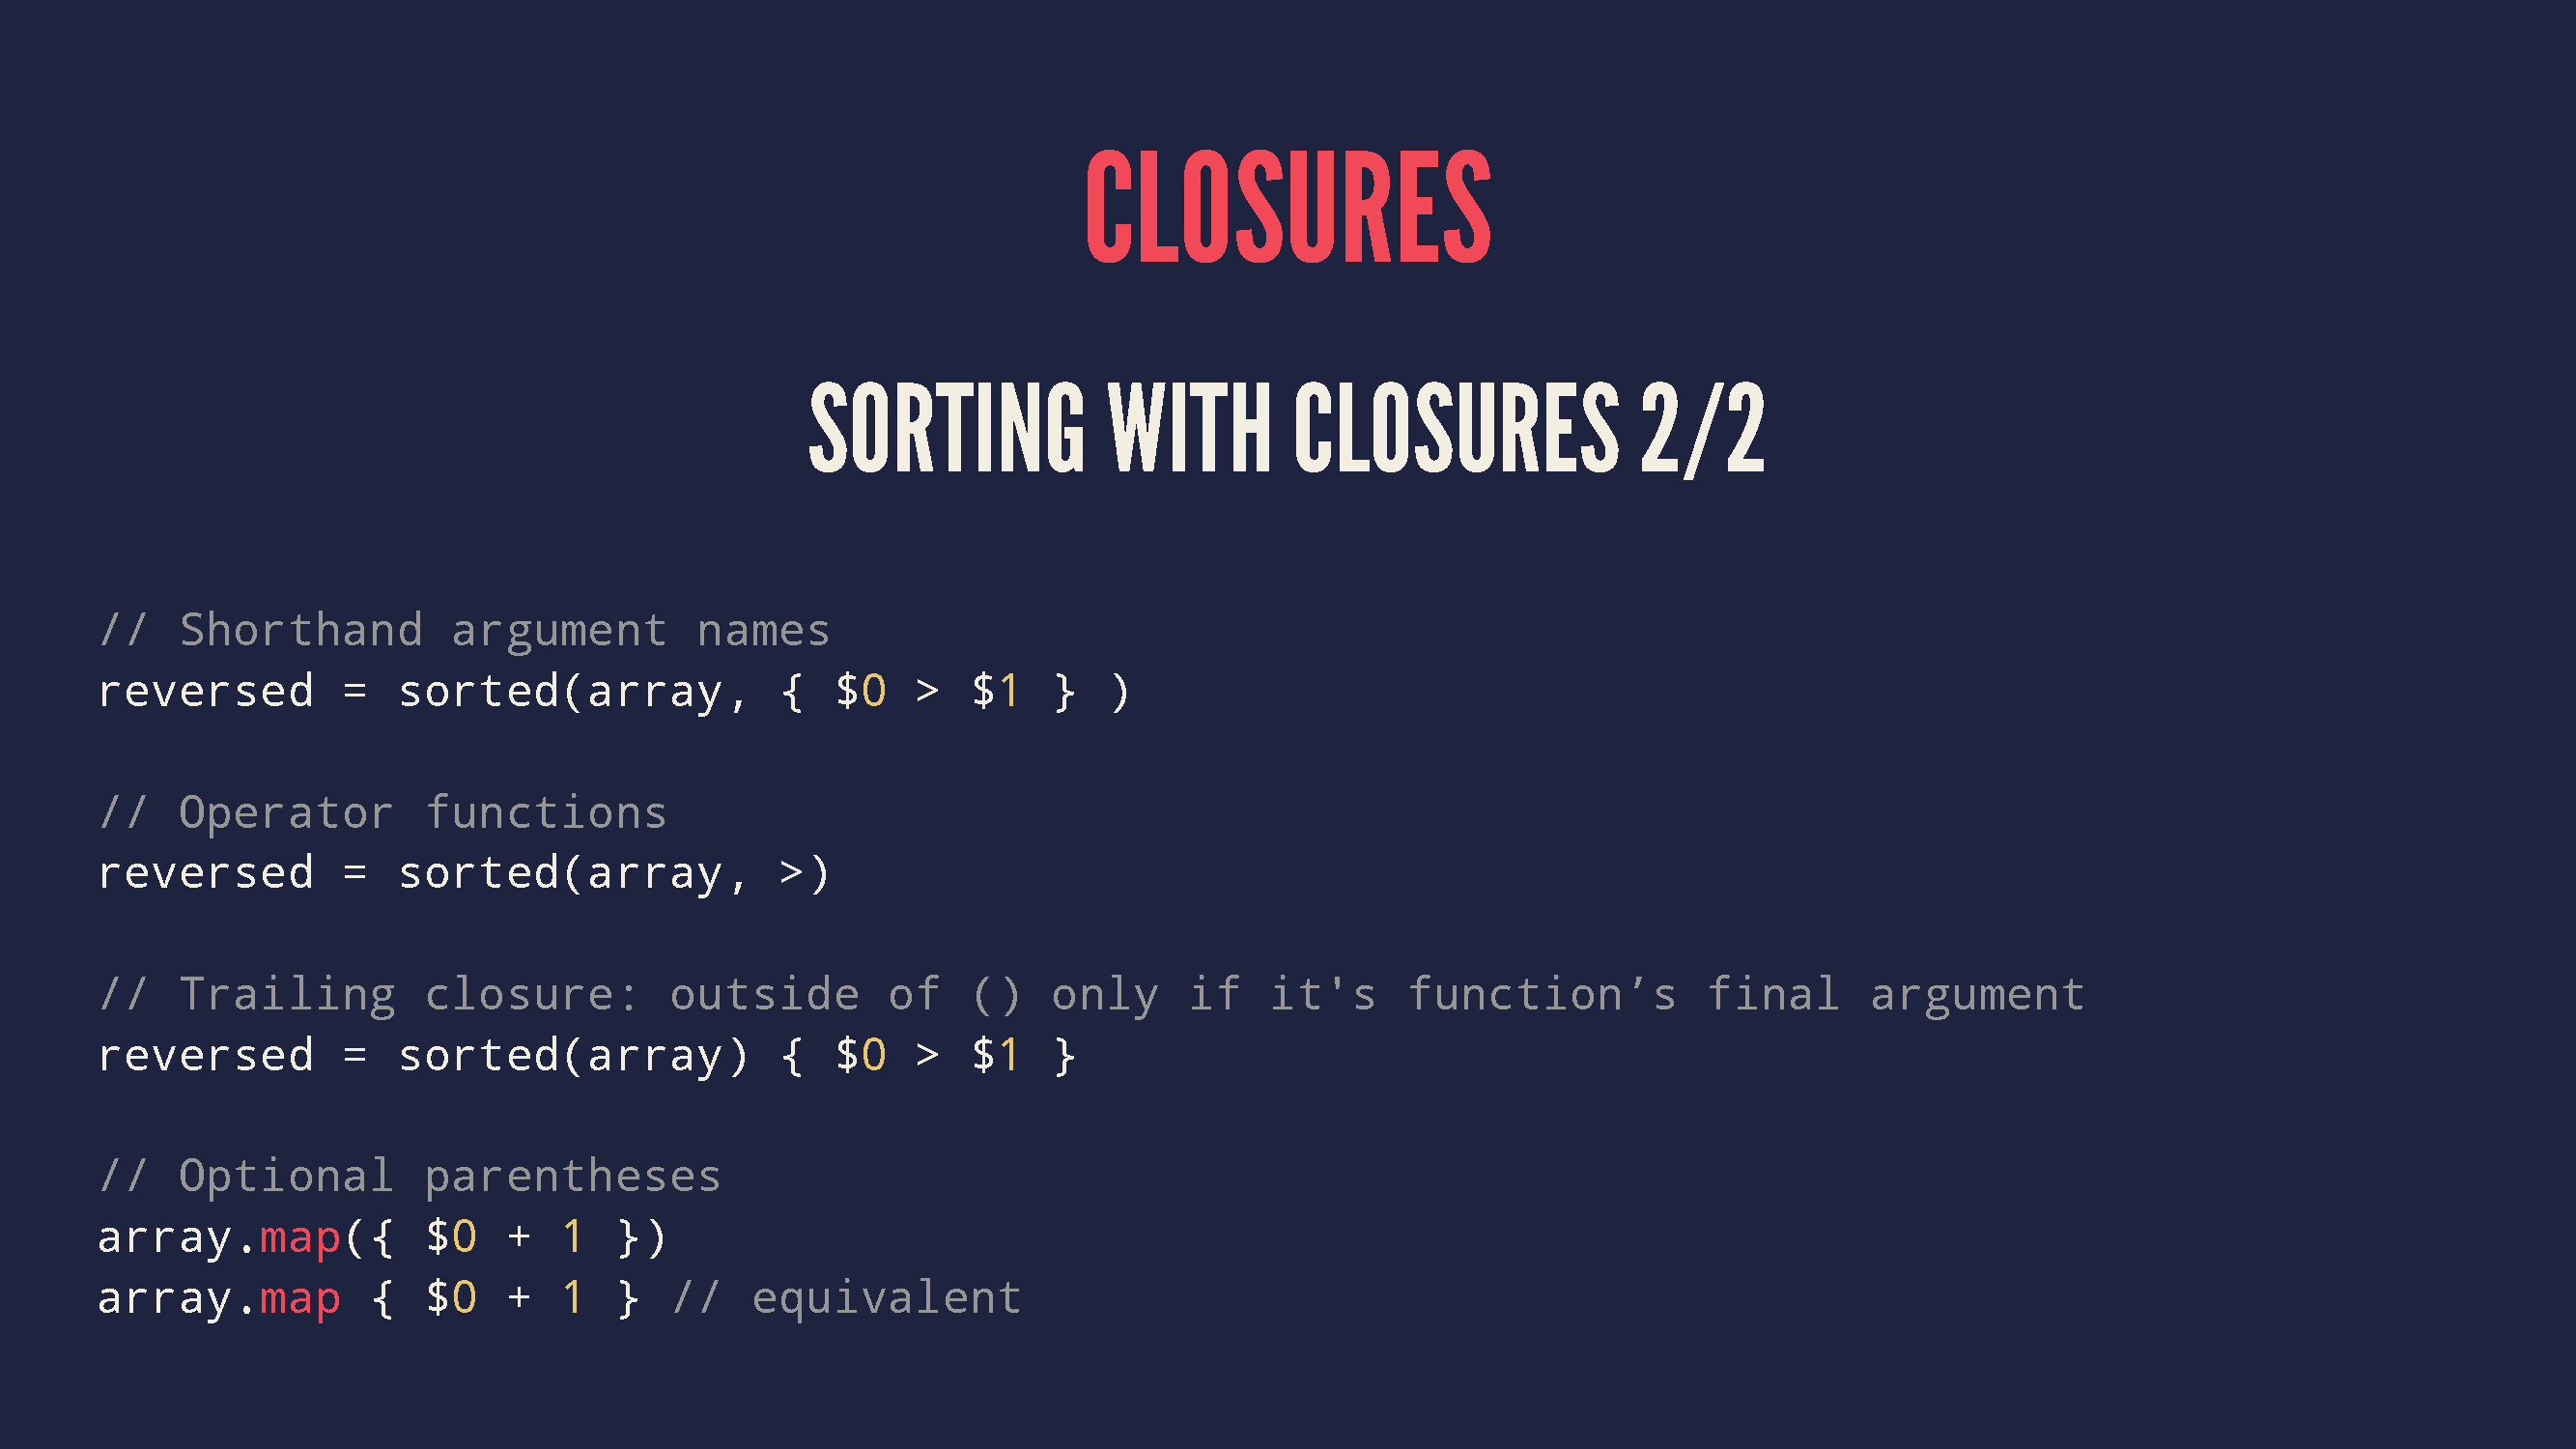 CLOSURES
SORTING WITH CLOSURES 2/2
// Shorthand argument names
reversed = sorted(array, { $0 > $1 } )
// Operator functions
reversed = sorted(array, >)
// Trailing closure: outside of () only if it's function’s final argument
reversed = sorted(array) { $0 > $1 }
// Optional parentheses
array.map({ $0 + 1 })
array.map { $0 + 1 } // equivalent